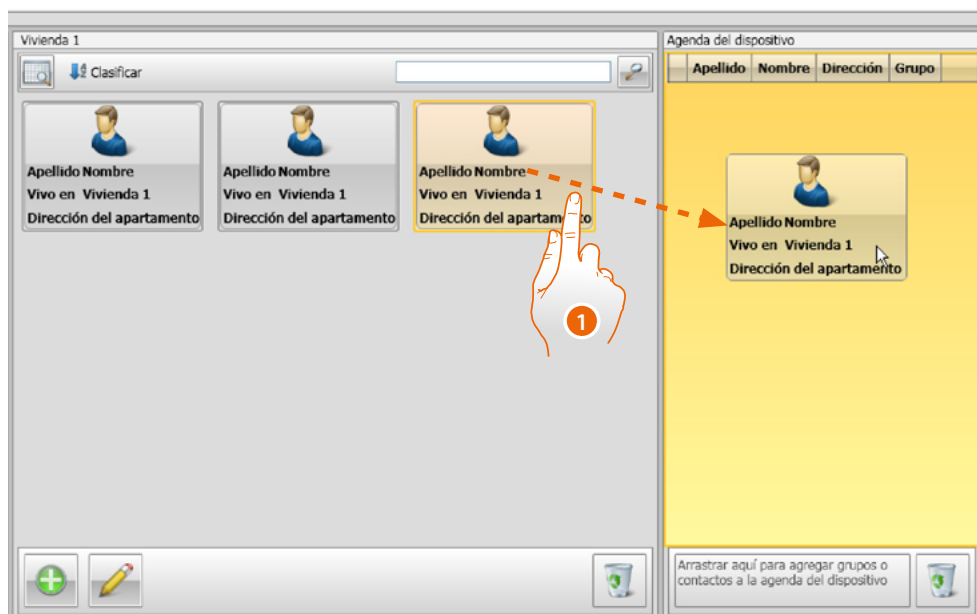 Vivienda 1
Clasificar
Apellido Nombre
Vivo en Vivienda 1
Dirección del apartamento
Apellido Nombre
Vivo en Vivienda 1
Dirección del apartamento
Apellido Nombre
Vivo en Vivienda 1
Dirección del apartamento
1
Agenda del dispositivo
Apellido Nombre Dirección Grupo
Apellido Nombre
Vivo en Vivienda 1
Dirección del apartamento
Arrastrar aquí para agregar grupos o
contactos a la agenda del dispositivo